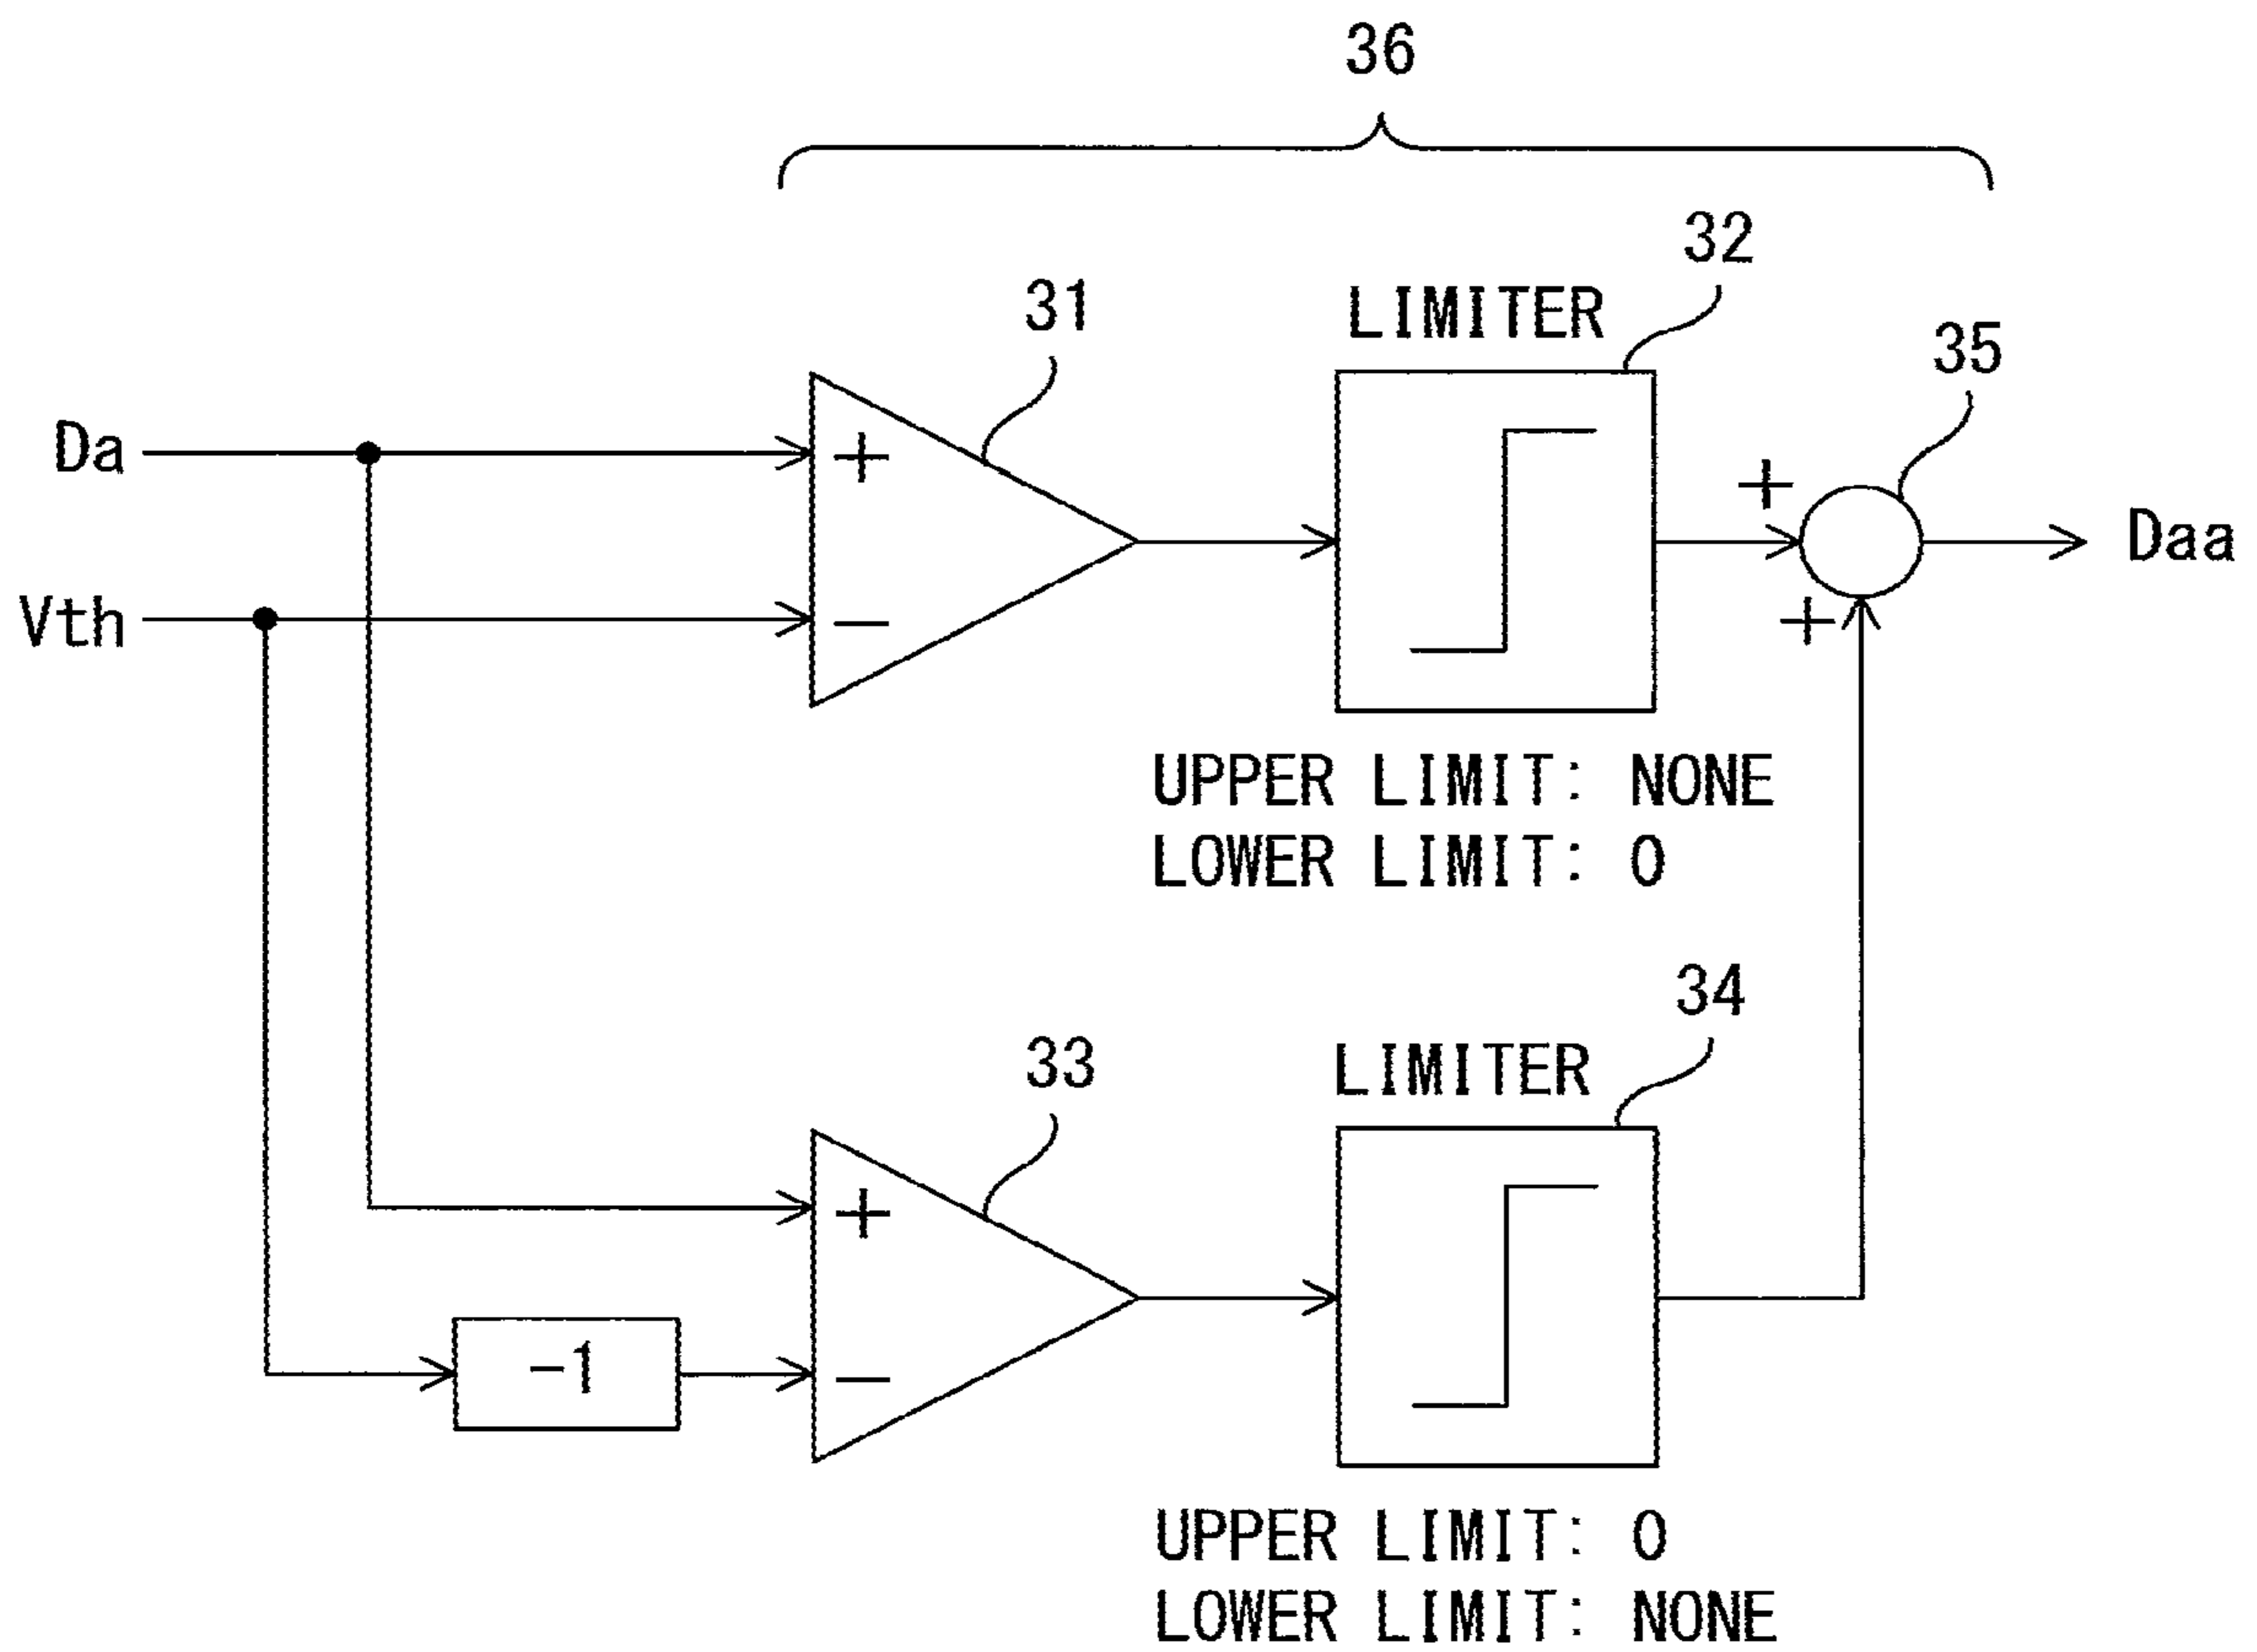 36
32
31
LIMITER
35
Da
+
+
Daa
Vth
−
+
UPPER LIMIT: NONE
LOWER LIMIT: 0
34
33
LIMITER
+
−1
−
UPPER LIMIT: 0
LOWER LIMIT: NONE